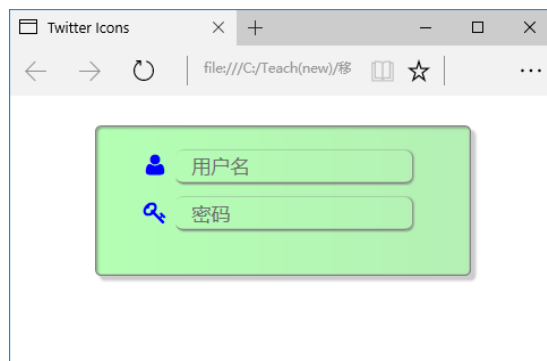 Twitter Icons
file:///C:/Teach(new)/移
用户名
密码